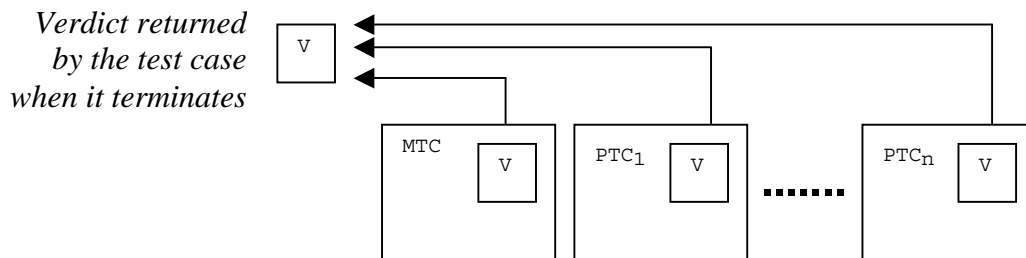 Verdict returned
by the test case
when it terminates
V
MTC
V
PTC1
V
PTCn
V